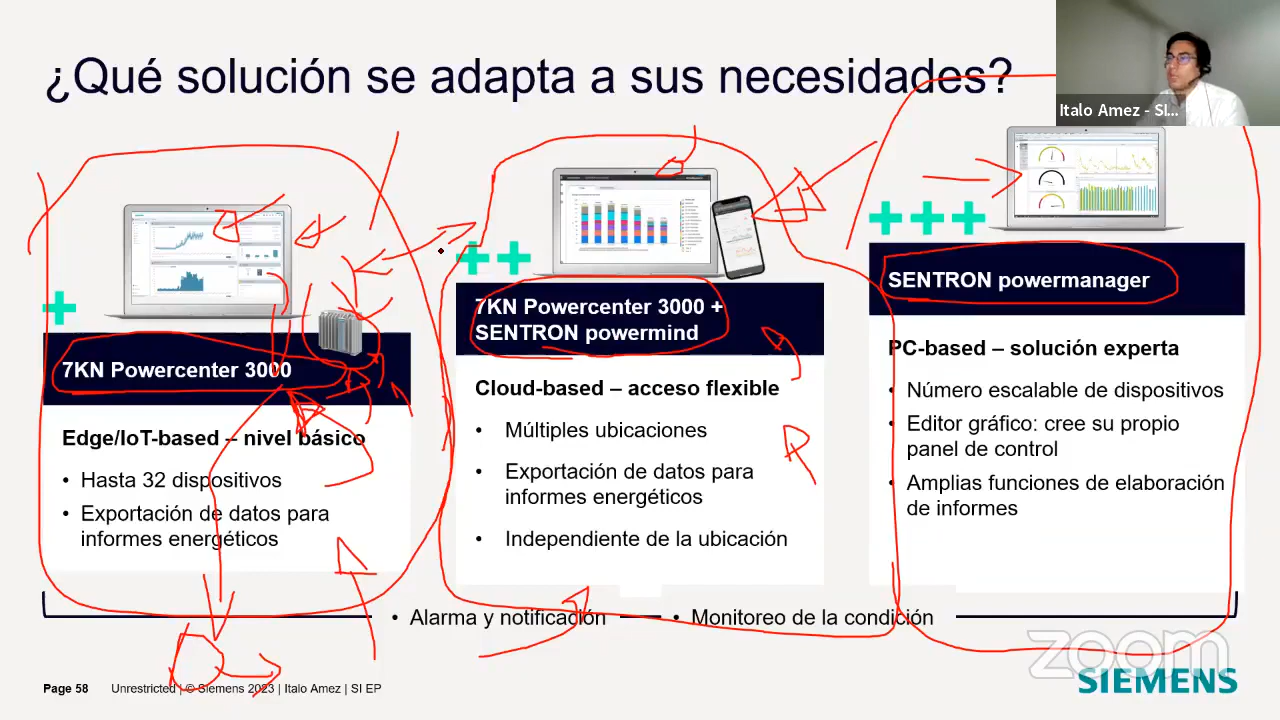 ¿Qué solución se adapta a sus necesidades?
Italo Amez - SI...
7KN Powercenter 3000
Edge/IoT-based – nivel básico
• Hasta 32 dispositivos
• Exportación de datos para
informes energéticos
7KN Powercenter 3000 +
SENTRON powermind
Cloud-based – acceso flexible
• Múltiples ubicaciones
• Exportación de datos para
informes energéticos
• Independiente de la ubicación
SENTRON powermanager
PC-based – solución experta
• Número escalable de dispositivos
• Editor gráfico: cree su propio
panel de control
• Amplias funciones de elaboración
de informes
• Alarma y notificación
• Monitoreo de la condición
zoom
Page 58 Unrestricted | © Siemens 2023 | Italo Amez | SI EP
SIEMENS